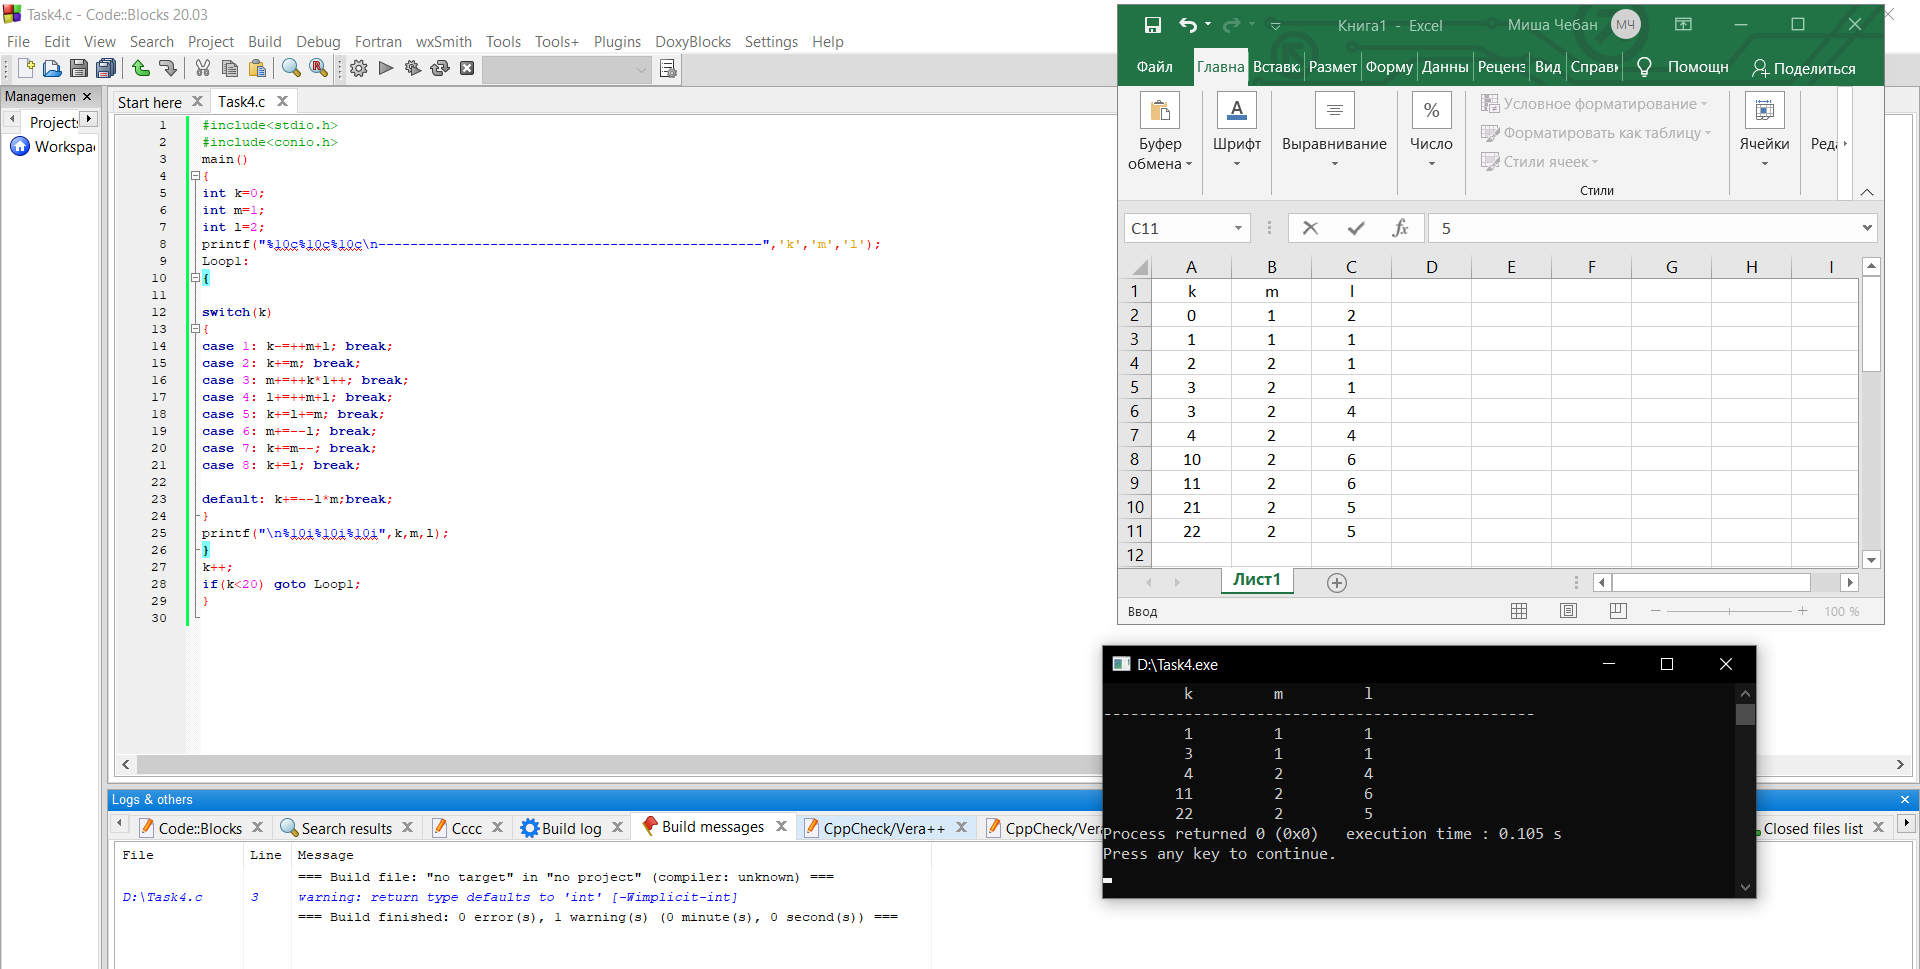 Task4.c - Code::Blocks 20.03
File Edit View Search Project Build Debug Fortran wxSmith Tools Tools+ Plugins DoxyBlocks Settings Help
Managemen
Projects
Workspa
Start here
Task4.c
1 #include<stdio.h>
2 #include<conio.h>
3 main()
4 {
5 int k=0;
6 int m=1;
7 int l=2;
8 printf("%10c%10c%10c\n------------------------------------------------",'k','m','l');
9 Loop1:
10 {
11
12 switch(k)
13 {
14 case 1: k-=++m+l; break;
15 case 2: k+=m; break;
16 case 3: m+=++k*l++; break;
17 case 4: l+=++m+l; break;
18 case 5: k+=l+=m; break;
19 case 6: m+=--l; break;
20 case 7: k+=m--; break;
21 case 8: k+=l; break;
22
23 default: k+=--l*m;break;
24 }
25 printf("\n%10i%10i%10i",k,m,l);
26 }
27 k++;
28 if(k<20) goto Loop1;
29 }
30
Logs & others
Code::Blocks
Search results
Cccc
Build log
Build messages
CppCheck/Vera++
CppCheck/Vera
Closed files list
File Line Message
=== Build file: "no target" in "no project" (compiler: unknown) ===
D:\Task4.c 3 warning: return type defaults to 'int' [-Wimplicit-int]
=== Build finished: 0 error(s), 1 warning(s) (0 minute(s), 0 second(s)) ===
Книга1 - Excel
Миша Чебан
МЧ
Файл Главна Вставка Размет Форму Данны Реценз Вид Справк Помощн Поделиться
Буфер
обмена
Шрифт
Выравнивание
%
Число
Условное форматирование
Форматировать как таблицу
Стили ячеек
Стили
Ячейки
Реда
C11
fx
5
A B C D E F G H I
1 k m l
2 0 1 2
3 1 1 1
4 2 2 1
5 3 2 1
6 3 2 4
7 4 2 4
8 10 2 6
9 11 2 6
10 21 2 5
11 22 2 5
12
Лист1
Ввод
100 %
D:\Task4.exe
k m l
------------------------------------------------
1 1 1
3 1 1
4 2 4
11 2 6
22 2 5
Process returned 0 (0x0) execution time : 0.105 s
Press any key to continue.